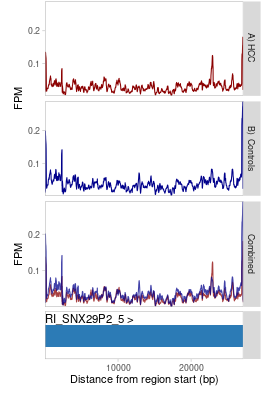 0.2
0.1
A) HCC
FPM
0.2
0.1
B) Controls
0.2
0.1
Combined
FPM
RI_SNX29P2_5 >
10000
20000
Distance from region start (bp)